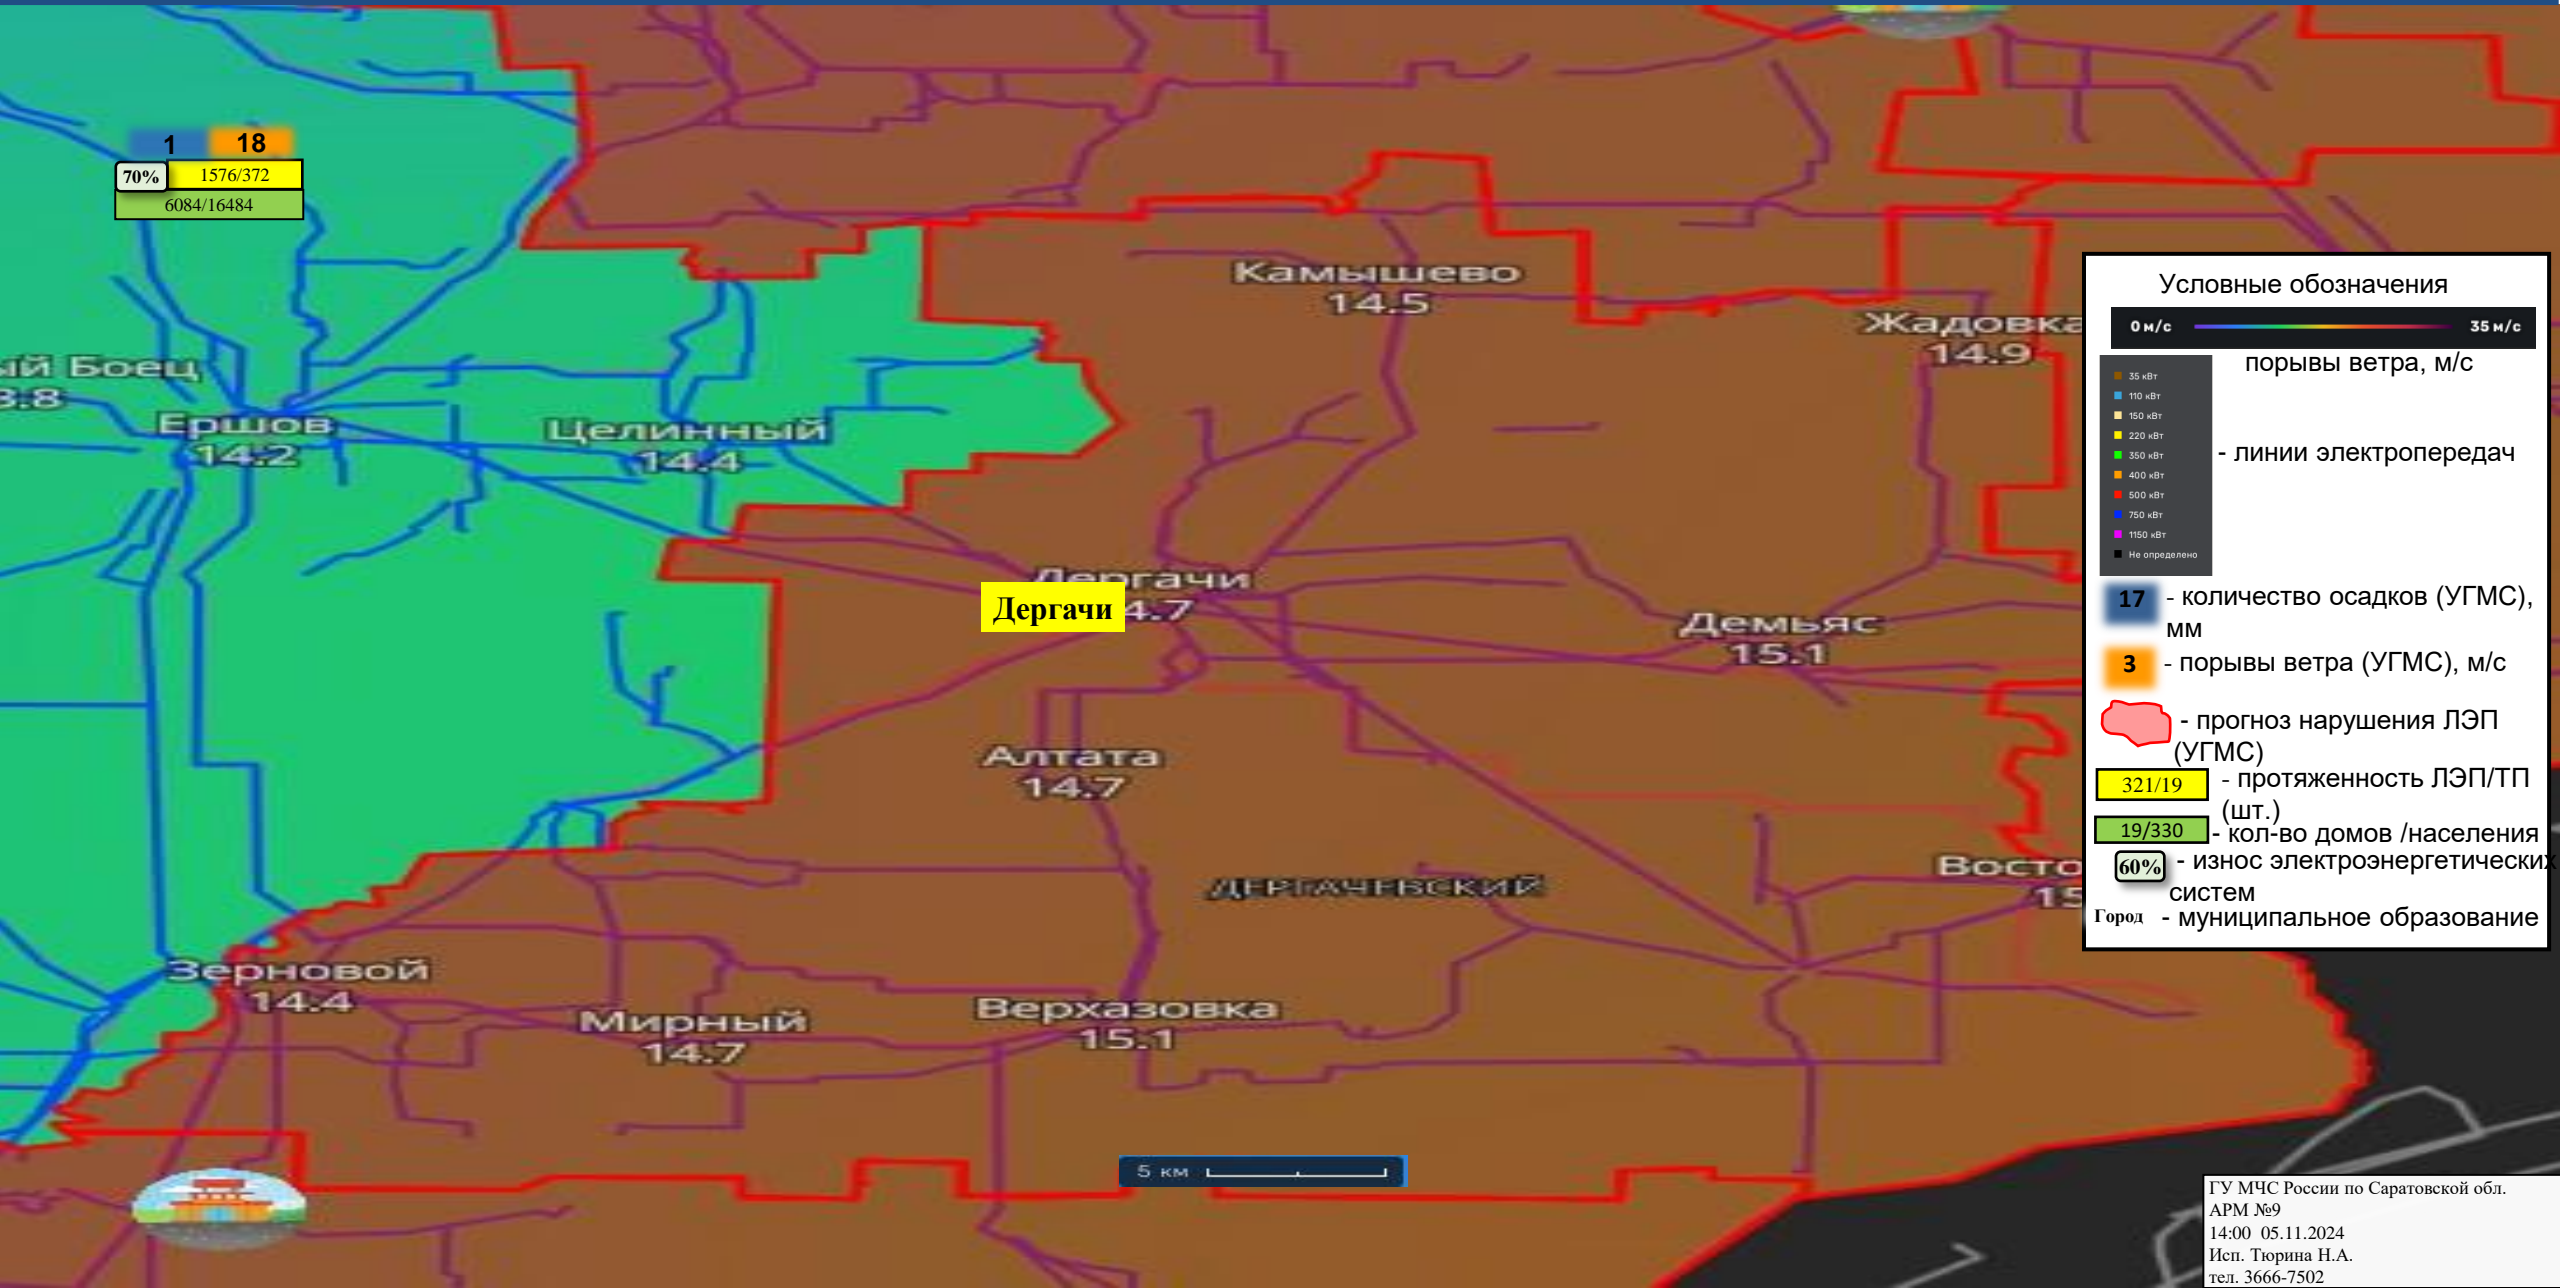 1
18
70%
1576/372
6084/16484
Камышево
14.5
Жадовка
14.9
ый Боец
3.8
Ершов
14.2
Целинный
14.4
Дергачи
4.7
Дергачи
Демьяс
15.1
Алтата
14.7
ДЕРГАЧЕВСКИЙ
Восто
15
Зерновой
14.4
Мирный
14.7
Верхазовка
15.1
5 км
Условные обозначения
0 м/с
35 м/с
порывы ветра, м/с
35 кВт
110 кВт
150 кВт
220 кВт
350 кВт
400 кВт
500 кВт
750 кВт
1150 кВт
Не определено
- линии электропередач
17 - количество осадков (УГМС),
мм
3 - порывы ветра (УГМС), м/с
- прогноз нарушения ЛЭП
(УГМС)
321/19 - протяженность ЛЭП/ТП
(шт.)
19/330 - кол-во домов /населения
60% - износ электроэнергетических
систем
Город - муниципальное образование
ГУ МЧС России по Саратовской обл.
АРМ №9
14:00 05.11.2024
Исп. Тюрина Н.А.
тел. 3666-7502